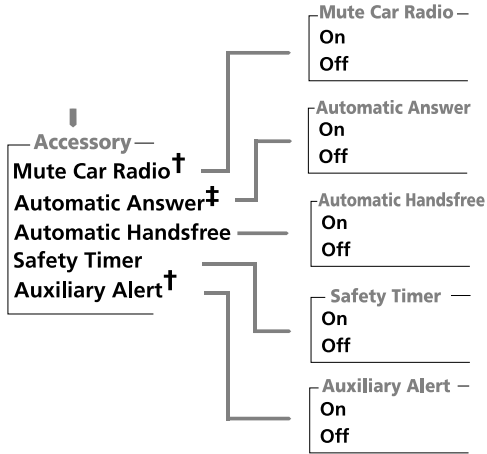 Accessory
Mute Car Radio†
Automatic Answer‡
Automatic Handsfree
Safety Timer
Auxiliary Alert†
Mute Car Radio
On
Off
Automatic Answer
On
Off
Automatic Handsfree
On
Off
Safety Timer
On
Off
Auxiliary Alert
On
Off